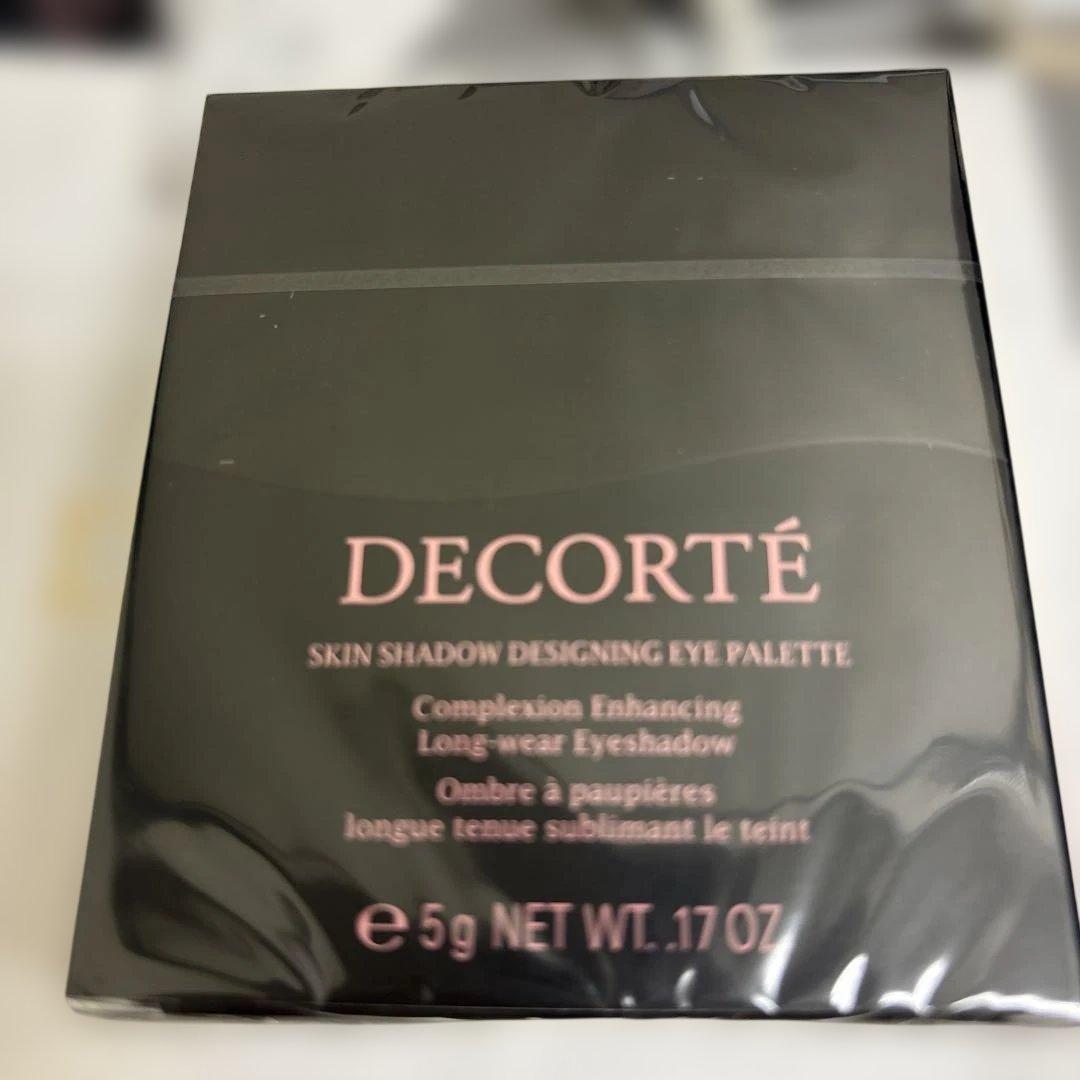 DECORTÉ
SKIN SHADOW DESIGNING EYE PALETTE
Complexion Enhancing
Long-wear Eyeshadow
Ombre à paupières
longue tenue sublimant le teint
℮ 5g NET WT. .17 OZ